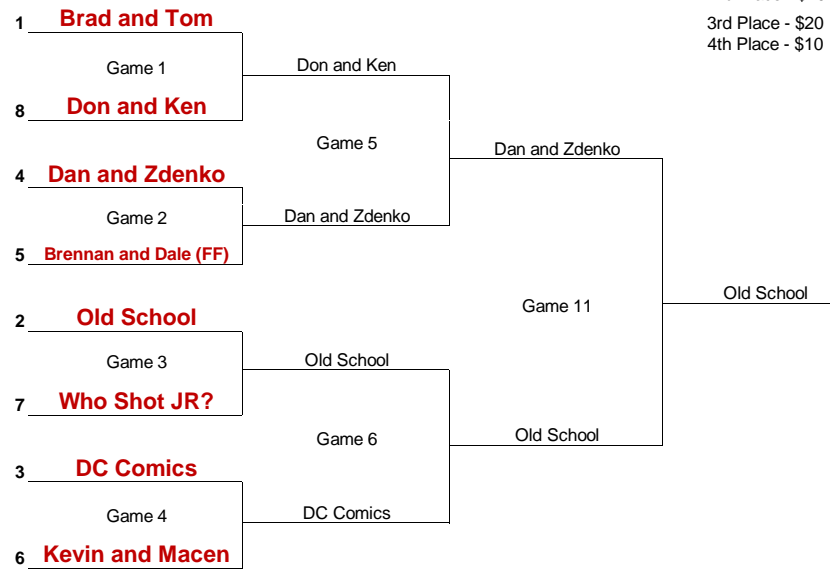 1 Brad and Tom
3rd Place - $20
4th Place - $10
Game 1
Don and Ken
8 Don and Ken
Game 5
Dan and Zdenko
4 Dan and Zdenko
Game 2
Dan and Zdenko
5 Brennan and Dale (FF)
Old School
Game 11
2 Old School
Game 3
Old School
7 Who Shot JR?
Game 6
Old School
3 DC Comics
Game 4
DC Comics
6 Kevin and Macen